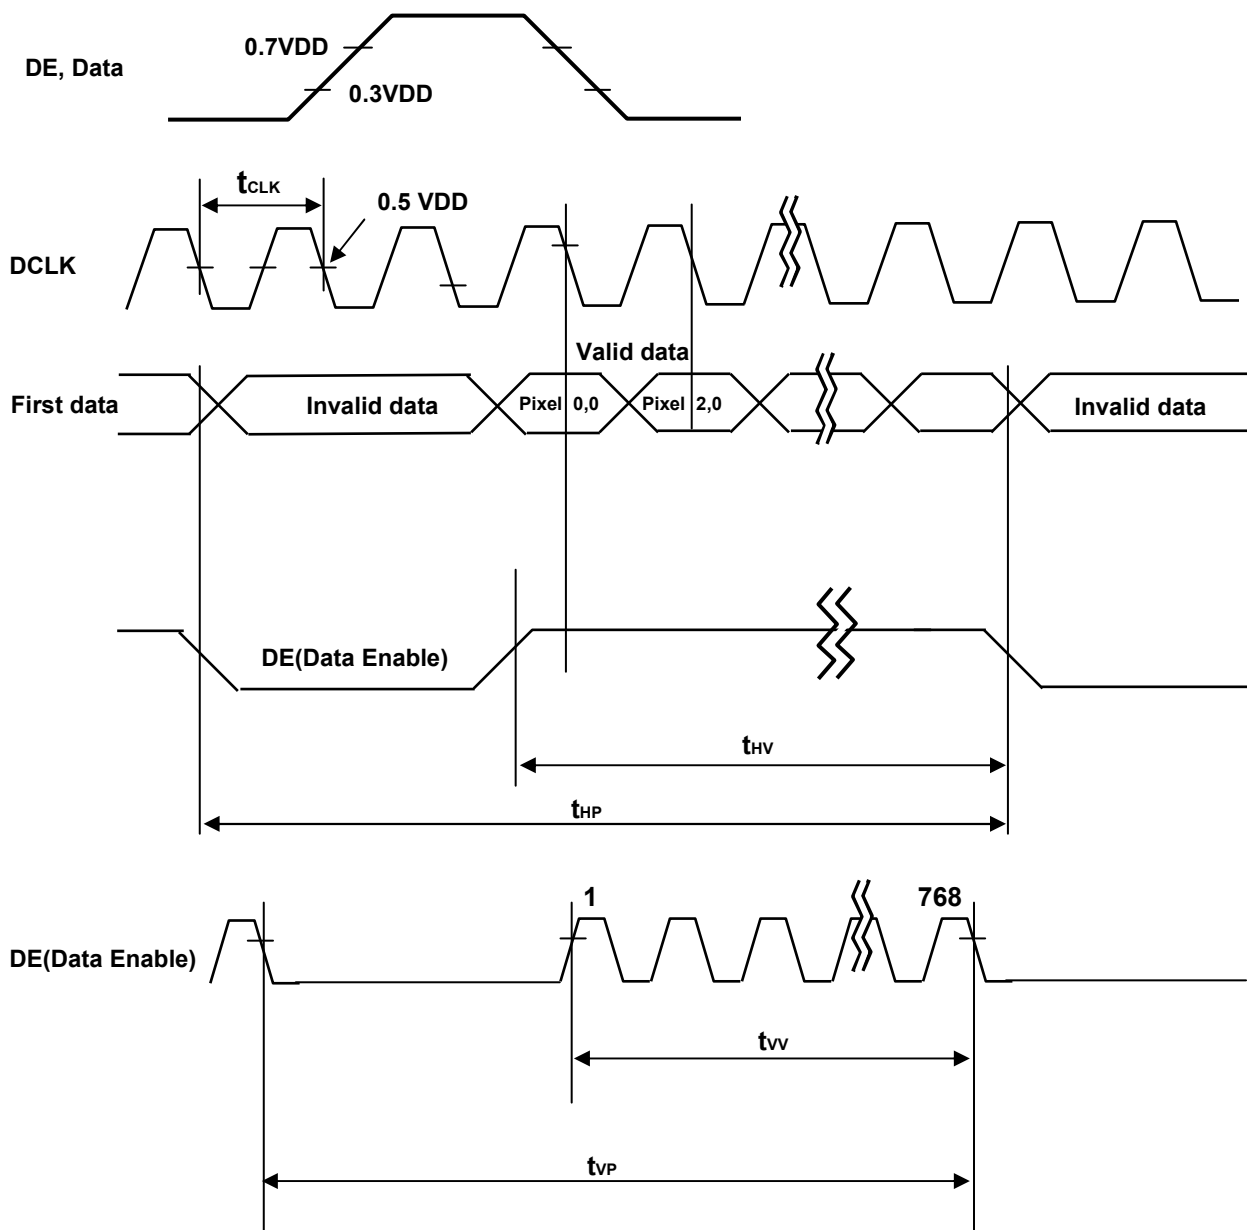 0.7VDD
DE, Data
0.3VDD
tCLK
0.5 VDD
DCLK
Valid data
First data
Invalid data
Pixel 0,0
Pixel 2,0
Invalid data
DE(Data Enable)
tHV
tHP
1
768
DE(Data Enable)
tVV
tVP